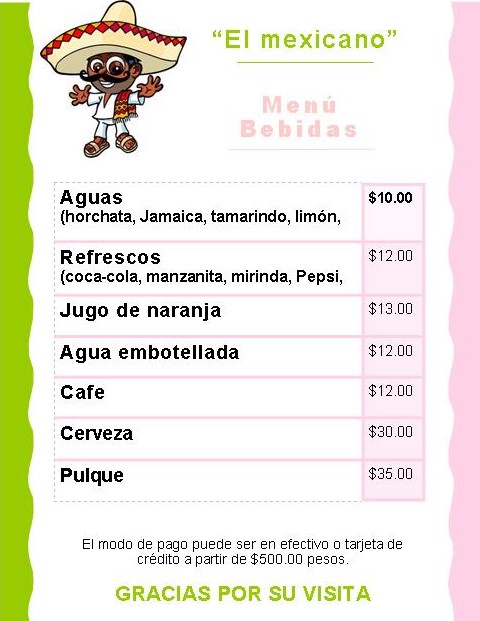 “El mexicano”
Menú
Bebidas
Aguas $10.00
(horchata, Jamaica, tamarindo, limón,
Refrescos $12.00
(coca-cola, manzanita, mirinda, Pepsi,
Jugo de naranja $13.00
Agua embotellada $12.00
Cafe $12.00
Cerveza $30.00
Pulque $35.00
El modo de pago puede ser en efectivo o tarjeta de
crédito a partir de $500.00 pesos.
GRACIAS POR SU VISITA